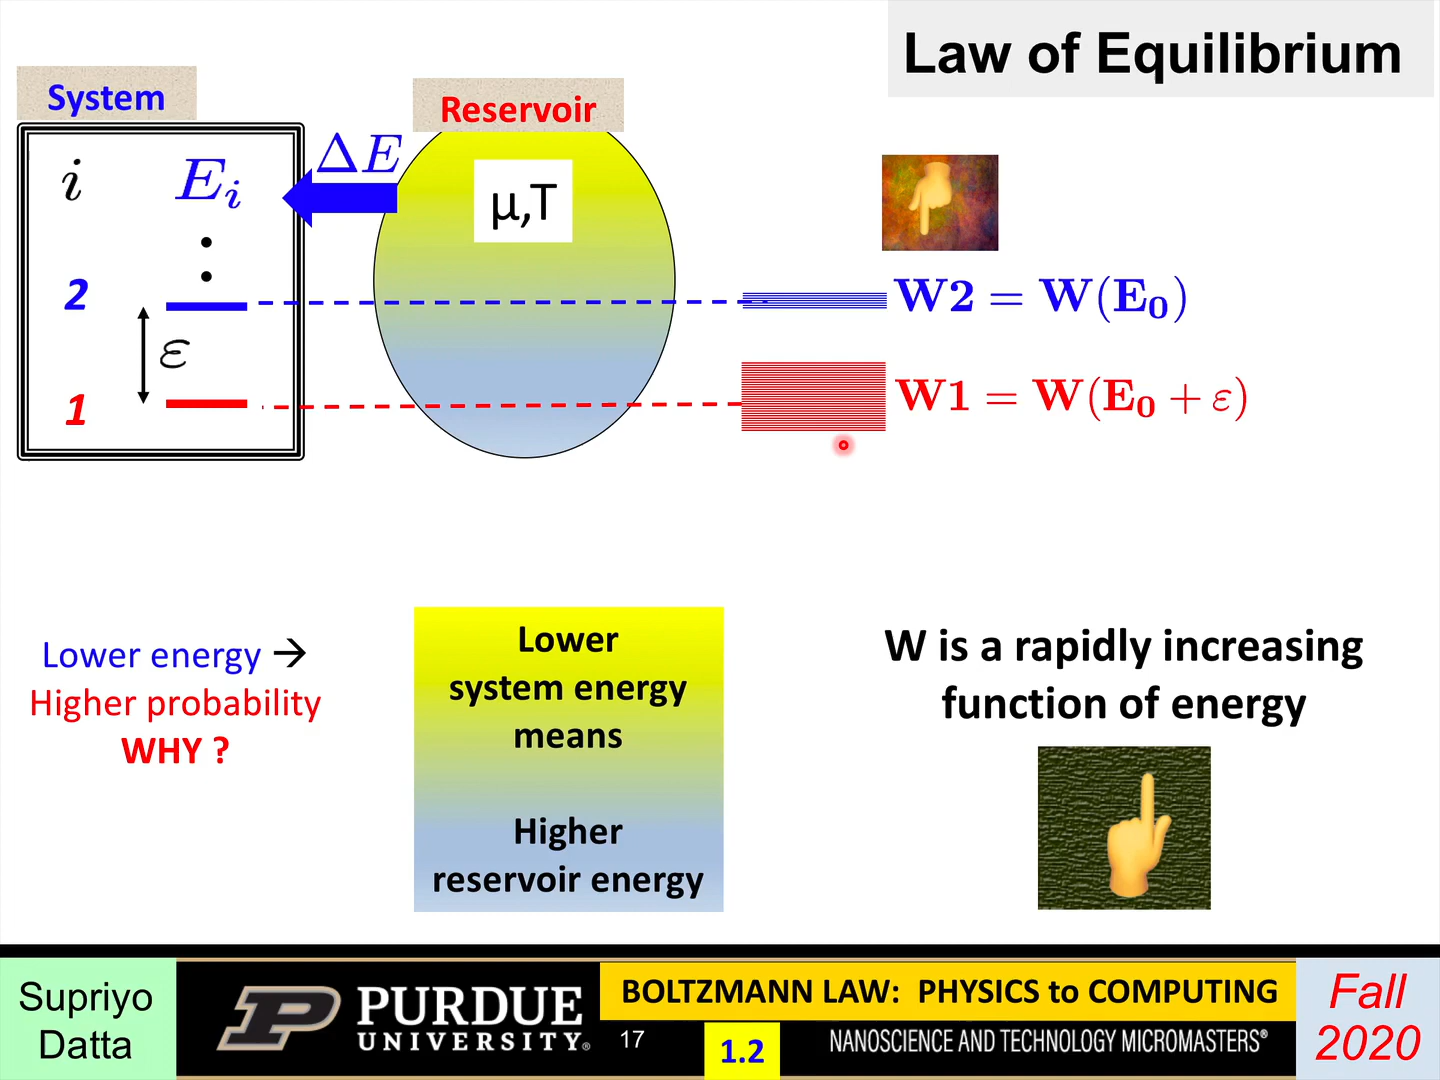 Law of Equilibrium
System
Reservoir
i
E_i
ΔE
μ,T
2
W2 = W(E_0)
ε
1
W1 = W(E_0 + ε)
Lower energy →
Higher probability
WHY ?
Lower
system energy
means
Higher
reservoir energy
W is a rapidly increasing
function of energy
Supriyo
Datta
P
PURDUE
UNIVERSITY®
17
BOLTZMANN LAW: PHYSICS to COMPUTING
1.2
NANOSCIENCE AND TECHNOLOGY MICROMASTERS®
Fall
2020